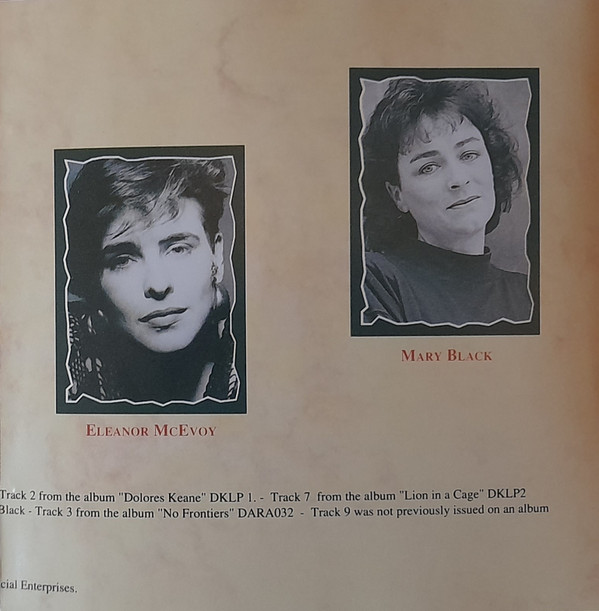 MARY BLACK
ELEANOR MCEVOY
Track 2 from the album "Dolores Keane" DKLP 1. - Track 7 from the album "Lion in a Cage" DKLP2
Black - Track 3 from the album "No Frontiers" DARA032 - Track 9 was not previously issued on an album
cial Enterprises.